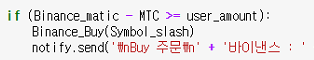 if (Binance_matic - MTC >= user_amount):
    Binance_Buy(Symbol_slash)
    notify.send('₩nBuy 주문₩n' + '바이낸스 : '